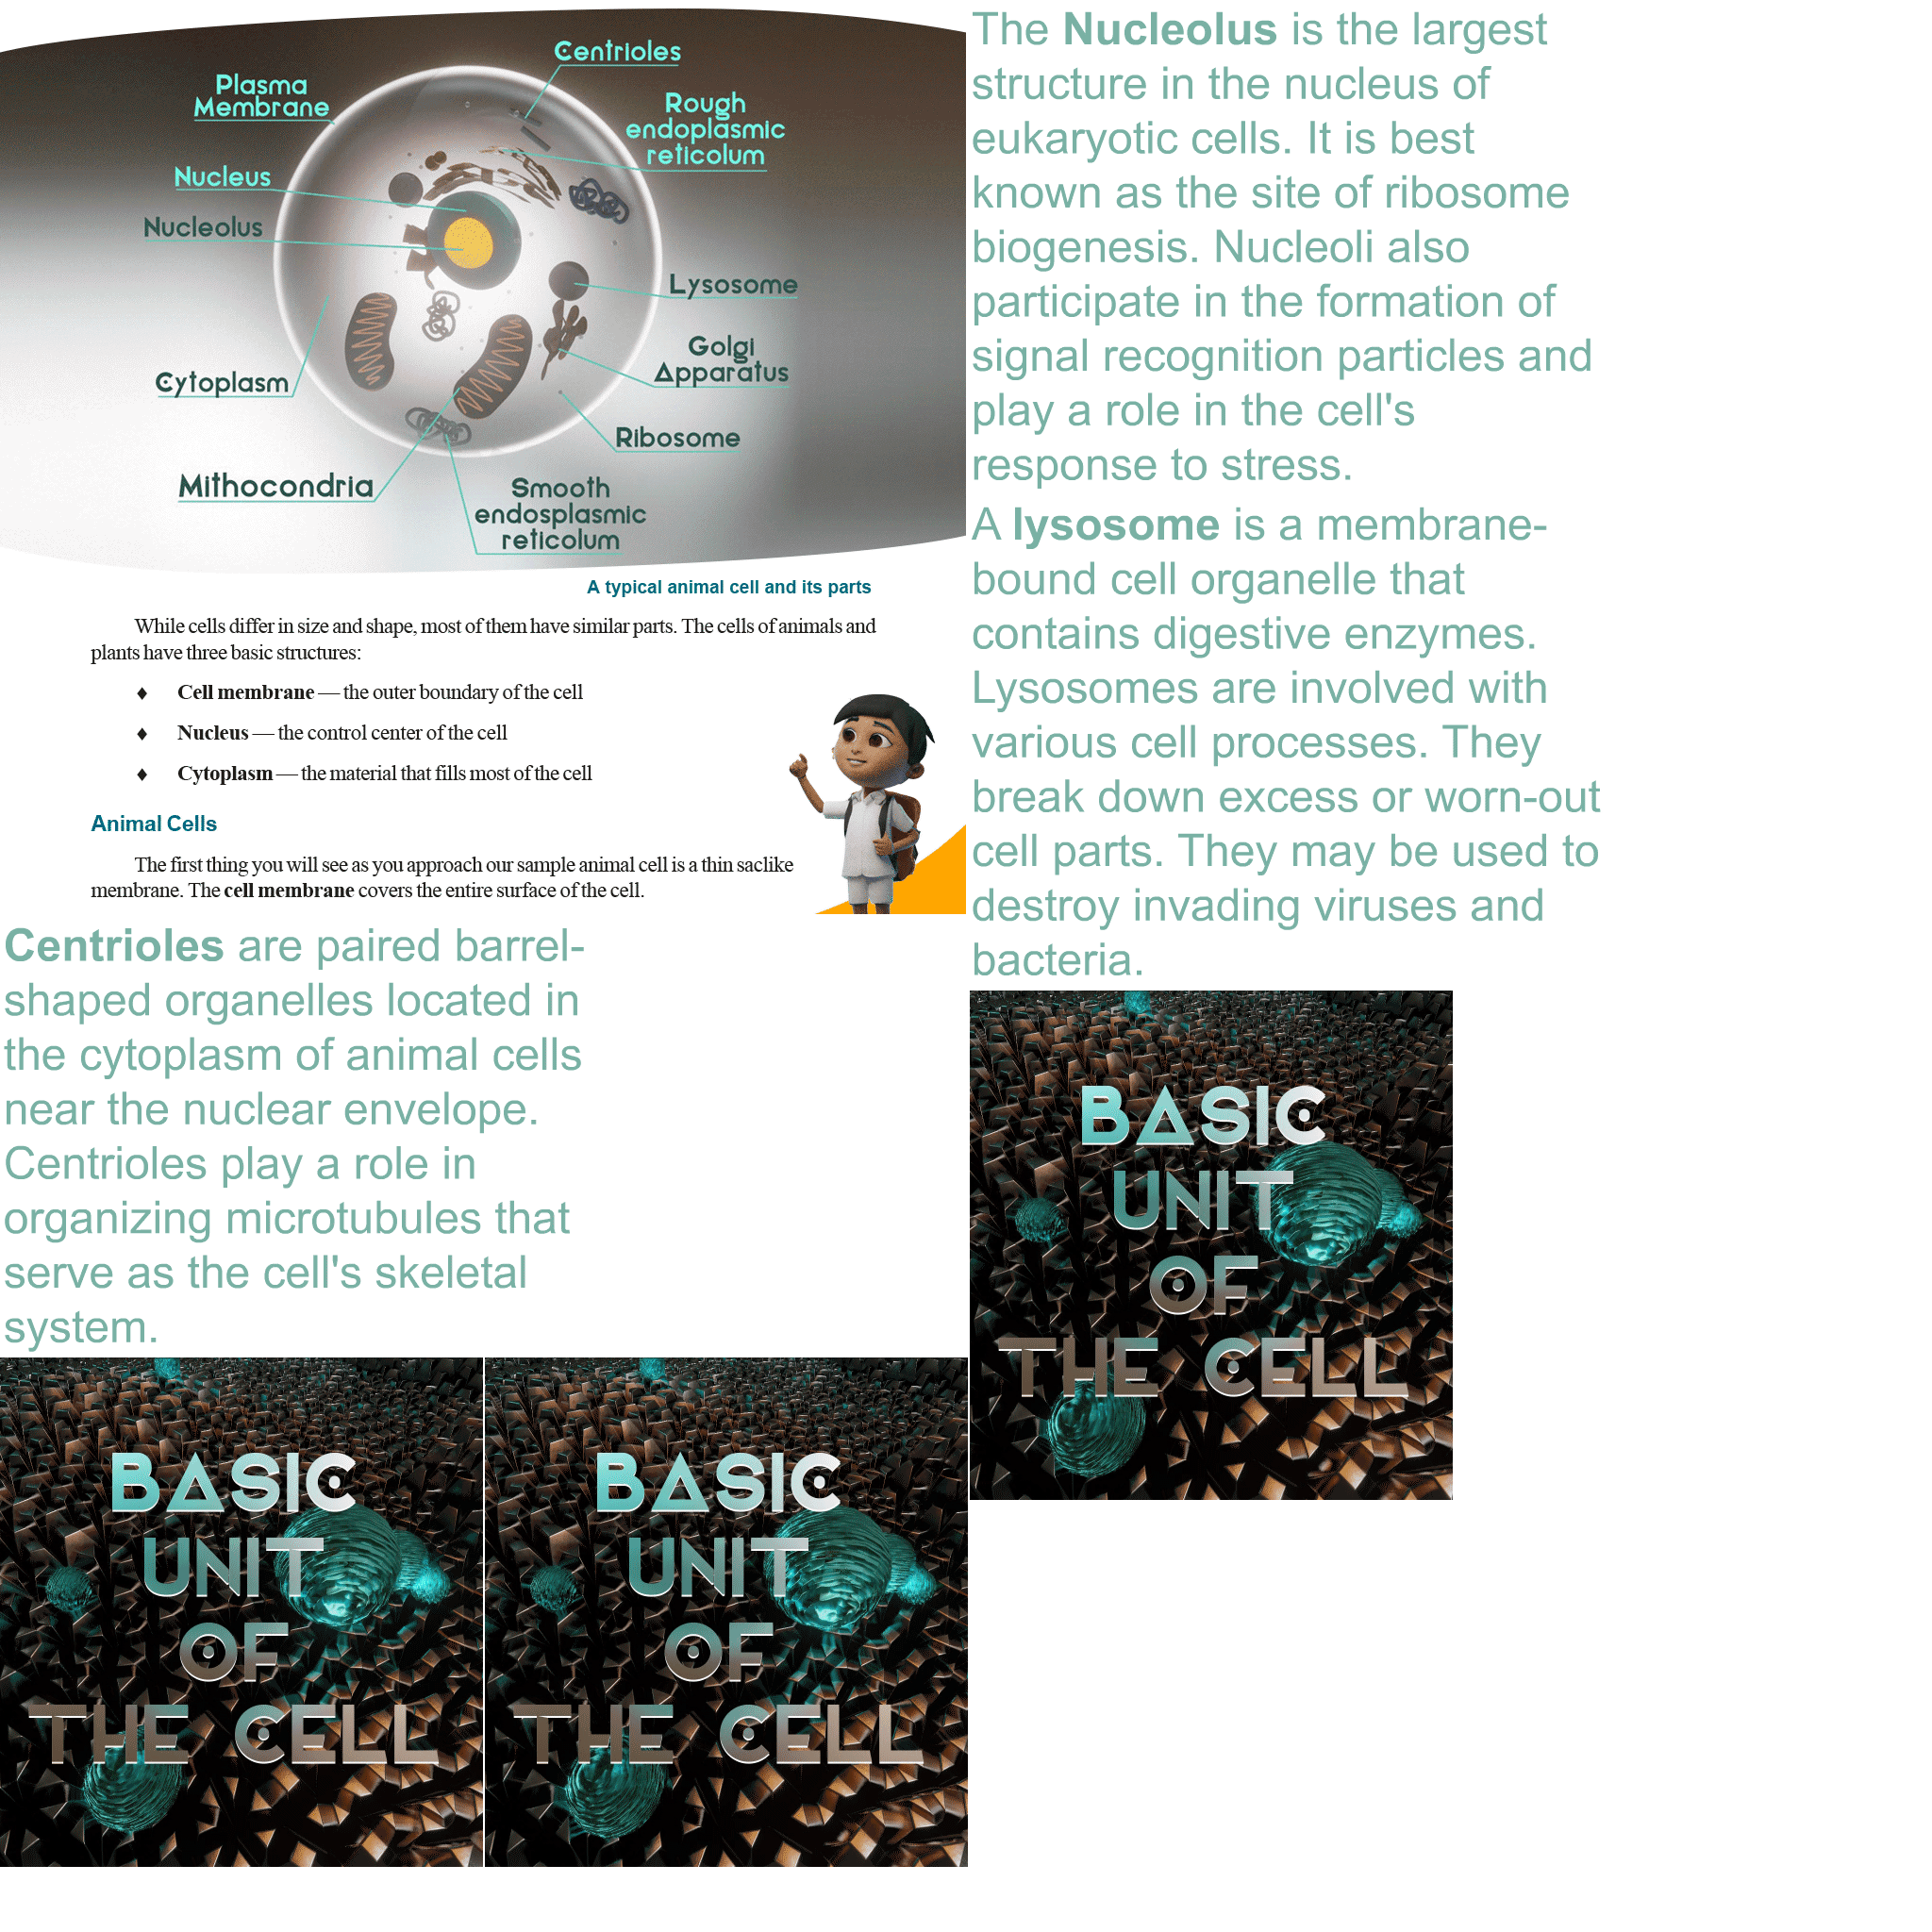 Centrioles
Plasma
Membrane
Rough
endoplasmic
reticolum
Nucleus
Nucleolus
Lysosome
Golgi
Apparatus
Cytoplasm
Ribosome
Mithocondria
Smooth
endosplasmic
reticolum
A typical animal cell and its parts
While cells differ in size and shape, most of them have similar parts. The cells of animals and
plants have three basic structures:
♦ Cell membrane — the outer boundary of the cell
♦ Nucleus — the control center of the cell
♦ Cytoplasm — the material that fills most of the cell
Animal Cells
The first thing you will see as you approach our sample animal cell is a thin saclike
membrane. The cell membrane covers the entire surface of the cell.
The Nucleolus is the largest
structure in the nucleus of
eukaryotic cells. It is best
known as the site of ribosome
biogenesis. Nucleoli also
participate in the formation of
signal recognition particles and
play a role in the cell's
response to stress.
A lysosome is a membrane-
bound cell organelle that
contains digestive enzymes.
Lysosomes are involved with
various cell processes. They
break down excess or worn-out
cell parts. They may be used to
destroy invading viruses and
bacteria.
Centrioles are paired barrel-
shaped organelles located in
the cytoplasm of animal cells
near the nuclear envelope.
Centrioles play a role in
organizing microtubules that
serve as the cell's skeletal
system.
BASIC
UNIT
OF
THE CELL
BASIC
UNIT
OF
THE CELL
BASIC
UNIT
OF
THE CELL